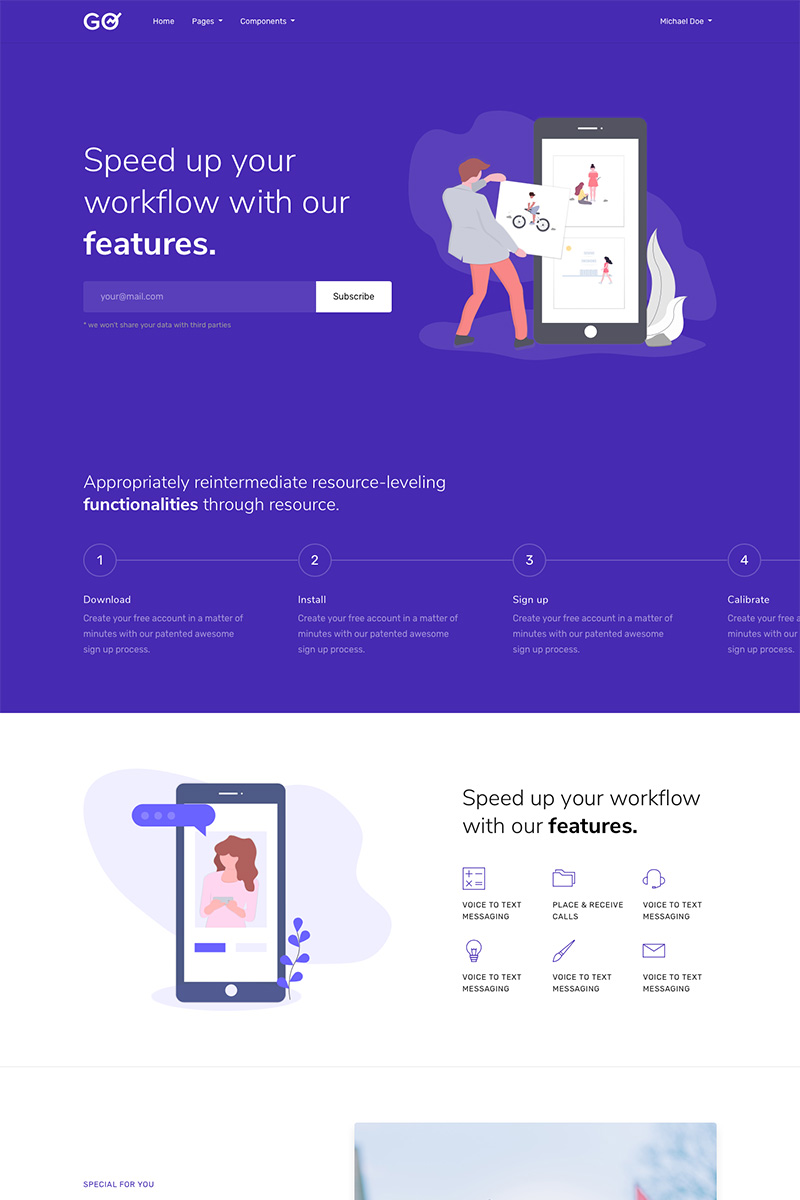 GO
Home Pages Components Michael Doe
Speed up your
workflow with our
features.
your@mail.com Subscribe
* we won't share your data with third parties
Appropriately reintermediate resource-leveling
functionalities through resource.
1 2 3 4
Download
Create your free account in a matter of
minutes with our patented awesome
sign up process.
Install
Create your free account in a matter of
minutes with our patented awesome
sign up process.
Sign up
Create your free account in a matter of
minutes with our patented awesome
sign up process.
Calibrate
Create your free a
minutes with our
sign up process.
Speed up your workflow
with our features.
VOICE TO TEXT
MESSAGING
PLACE & RECEIVE
CALLS
VOICE TO TEXT
MESSAGING
VOICE TO TEXT
MESSAGING
VOICE TO TEXT
MESSAGING
VOICE TO TEXT
MESSAGING
SPECIAL FOR YOU